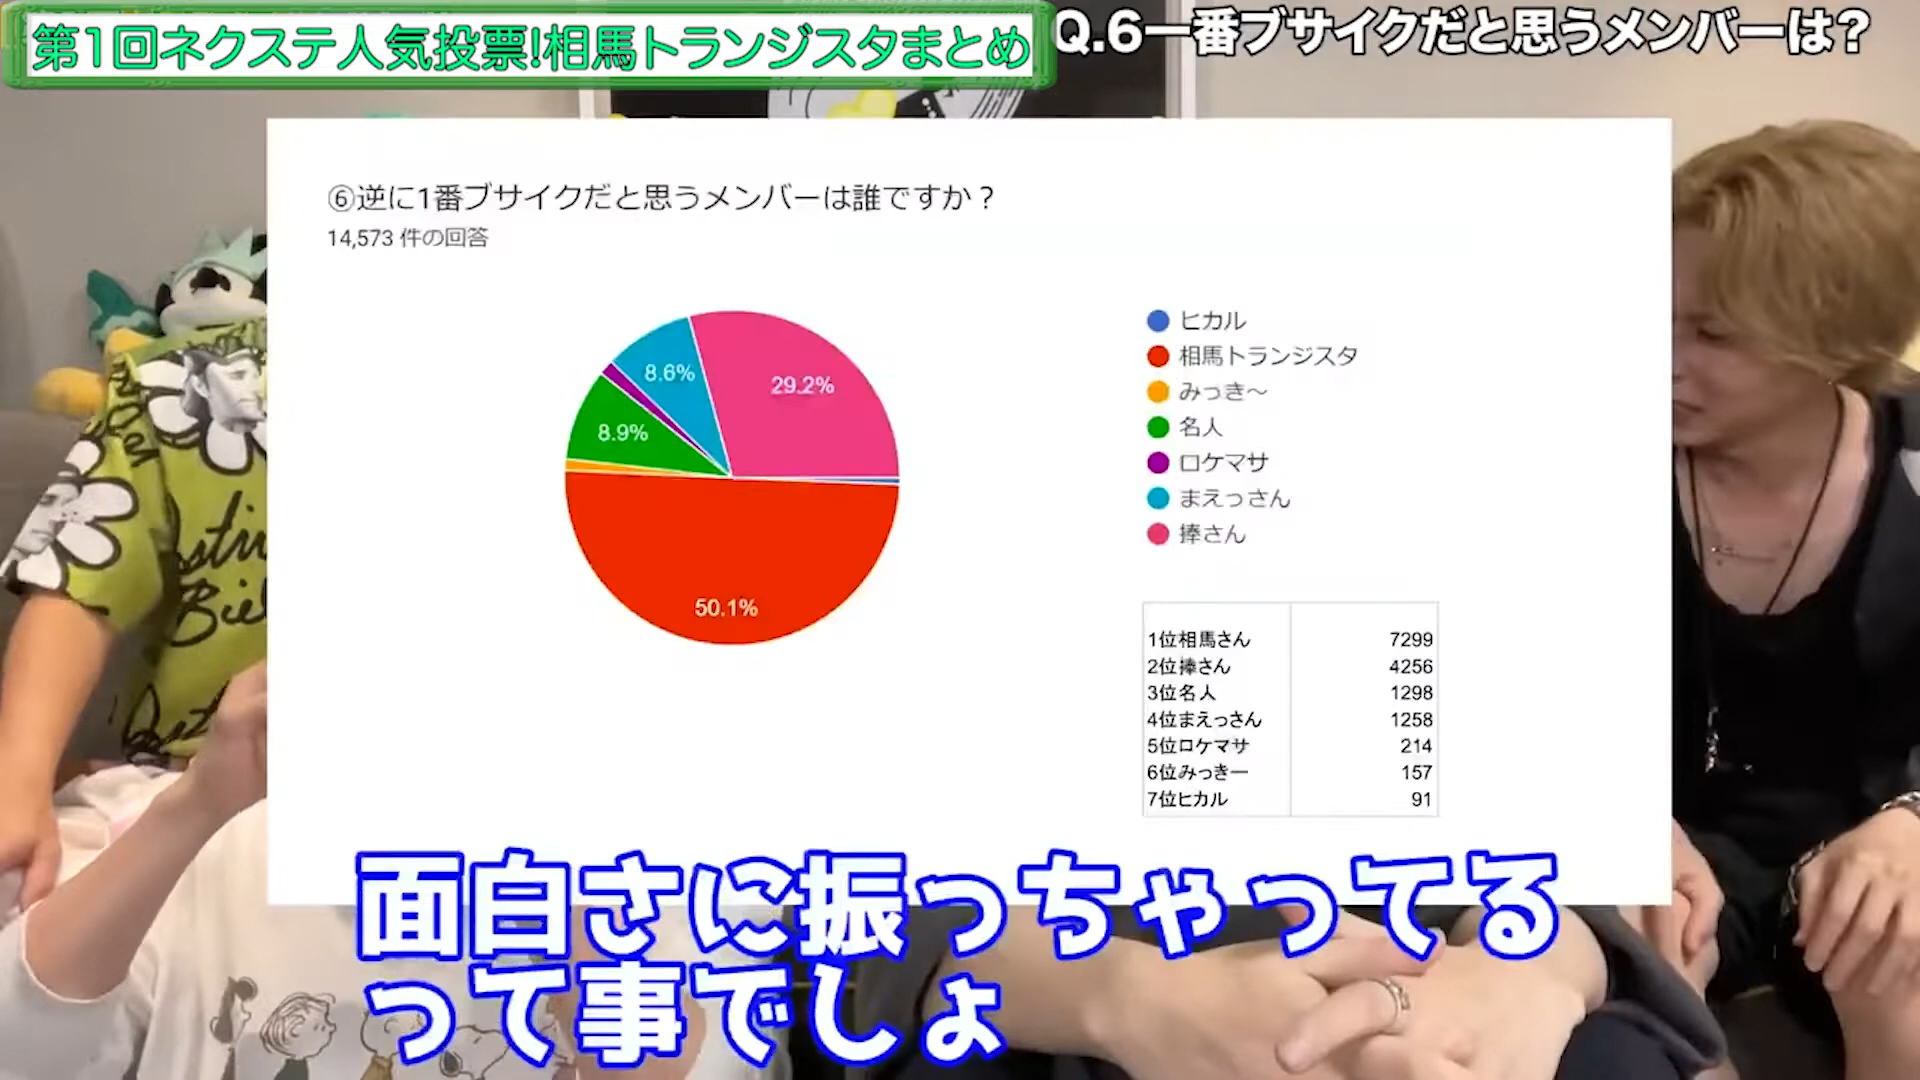 第1回ネクステ人気投票!相馬トランジスタまとめ
Q.6一番ブサイクだと思うメンバーは?
⑥逆に1番ブサイクだと思うメンバーは誰ですか?
14,573 件の回答
8.6%
29.2%
8.9%
50.1%
ヒカル
相馬トランジスタ
みっき〜
名人
ロケマサ
まえっさん
捧さん
1位相馬さん 7299
2位捧さん 4256
3位名人 1298
4位まえっさん 1258
5位ロケマサ 214
6位みっきー 157
7位ヒカル 91
面白さに振っちゃってる
って事でしょ